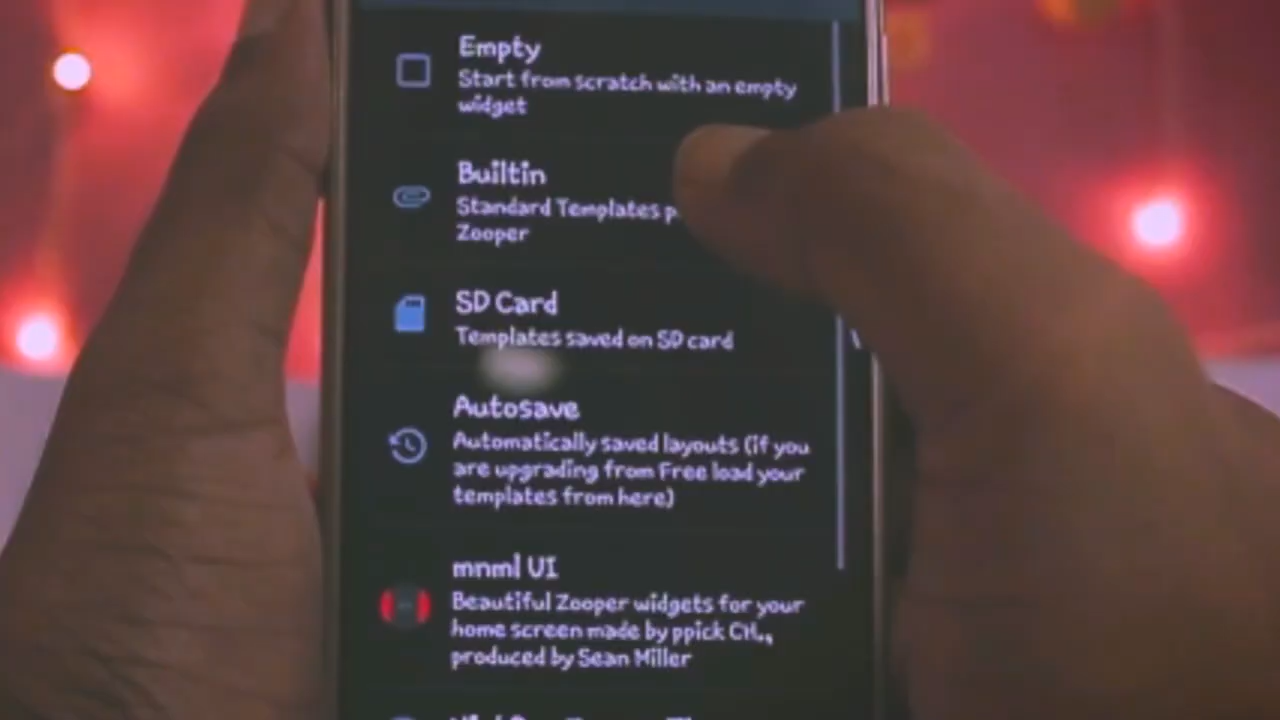 Empty
Start from scratch with an empty
widget
Builtin
Standard Templates
Zooper
SD Card
Templates saved on SD card
Autosave
Automatically saved layouts (if you
are upgrading from Free load your
templates from here)
mnml UI
Beautiful Zooper widgets for your
home screen made by ppick CH.,
produced by Sean Miller